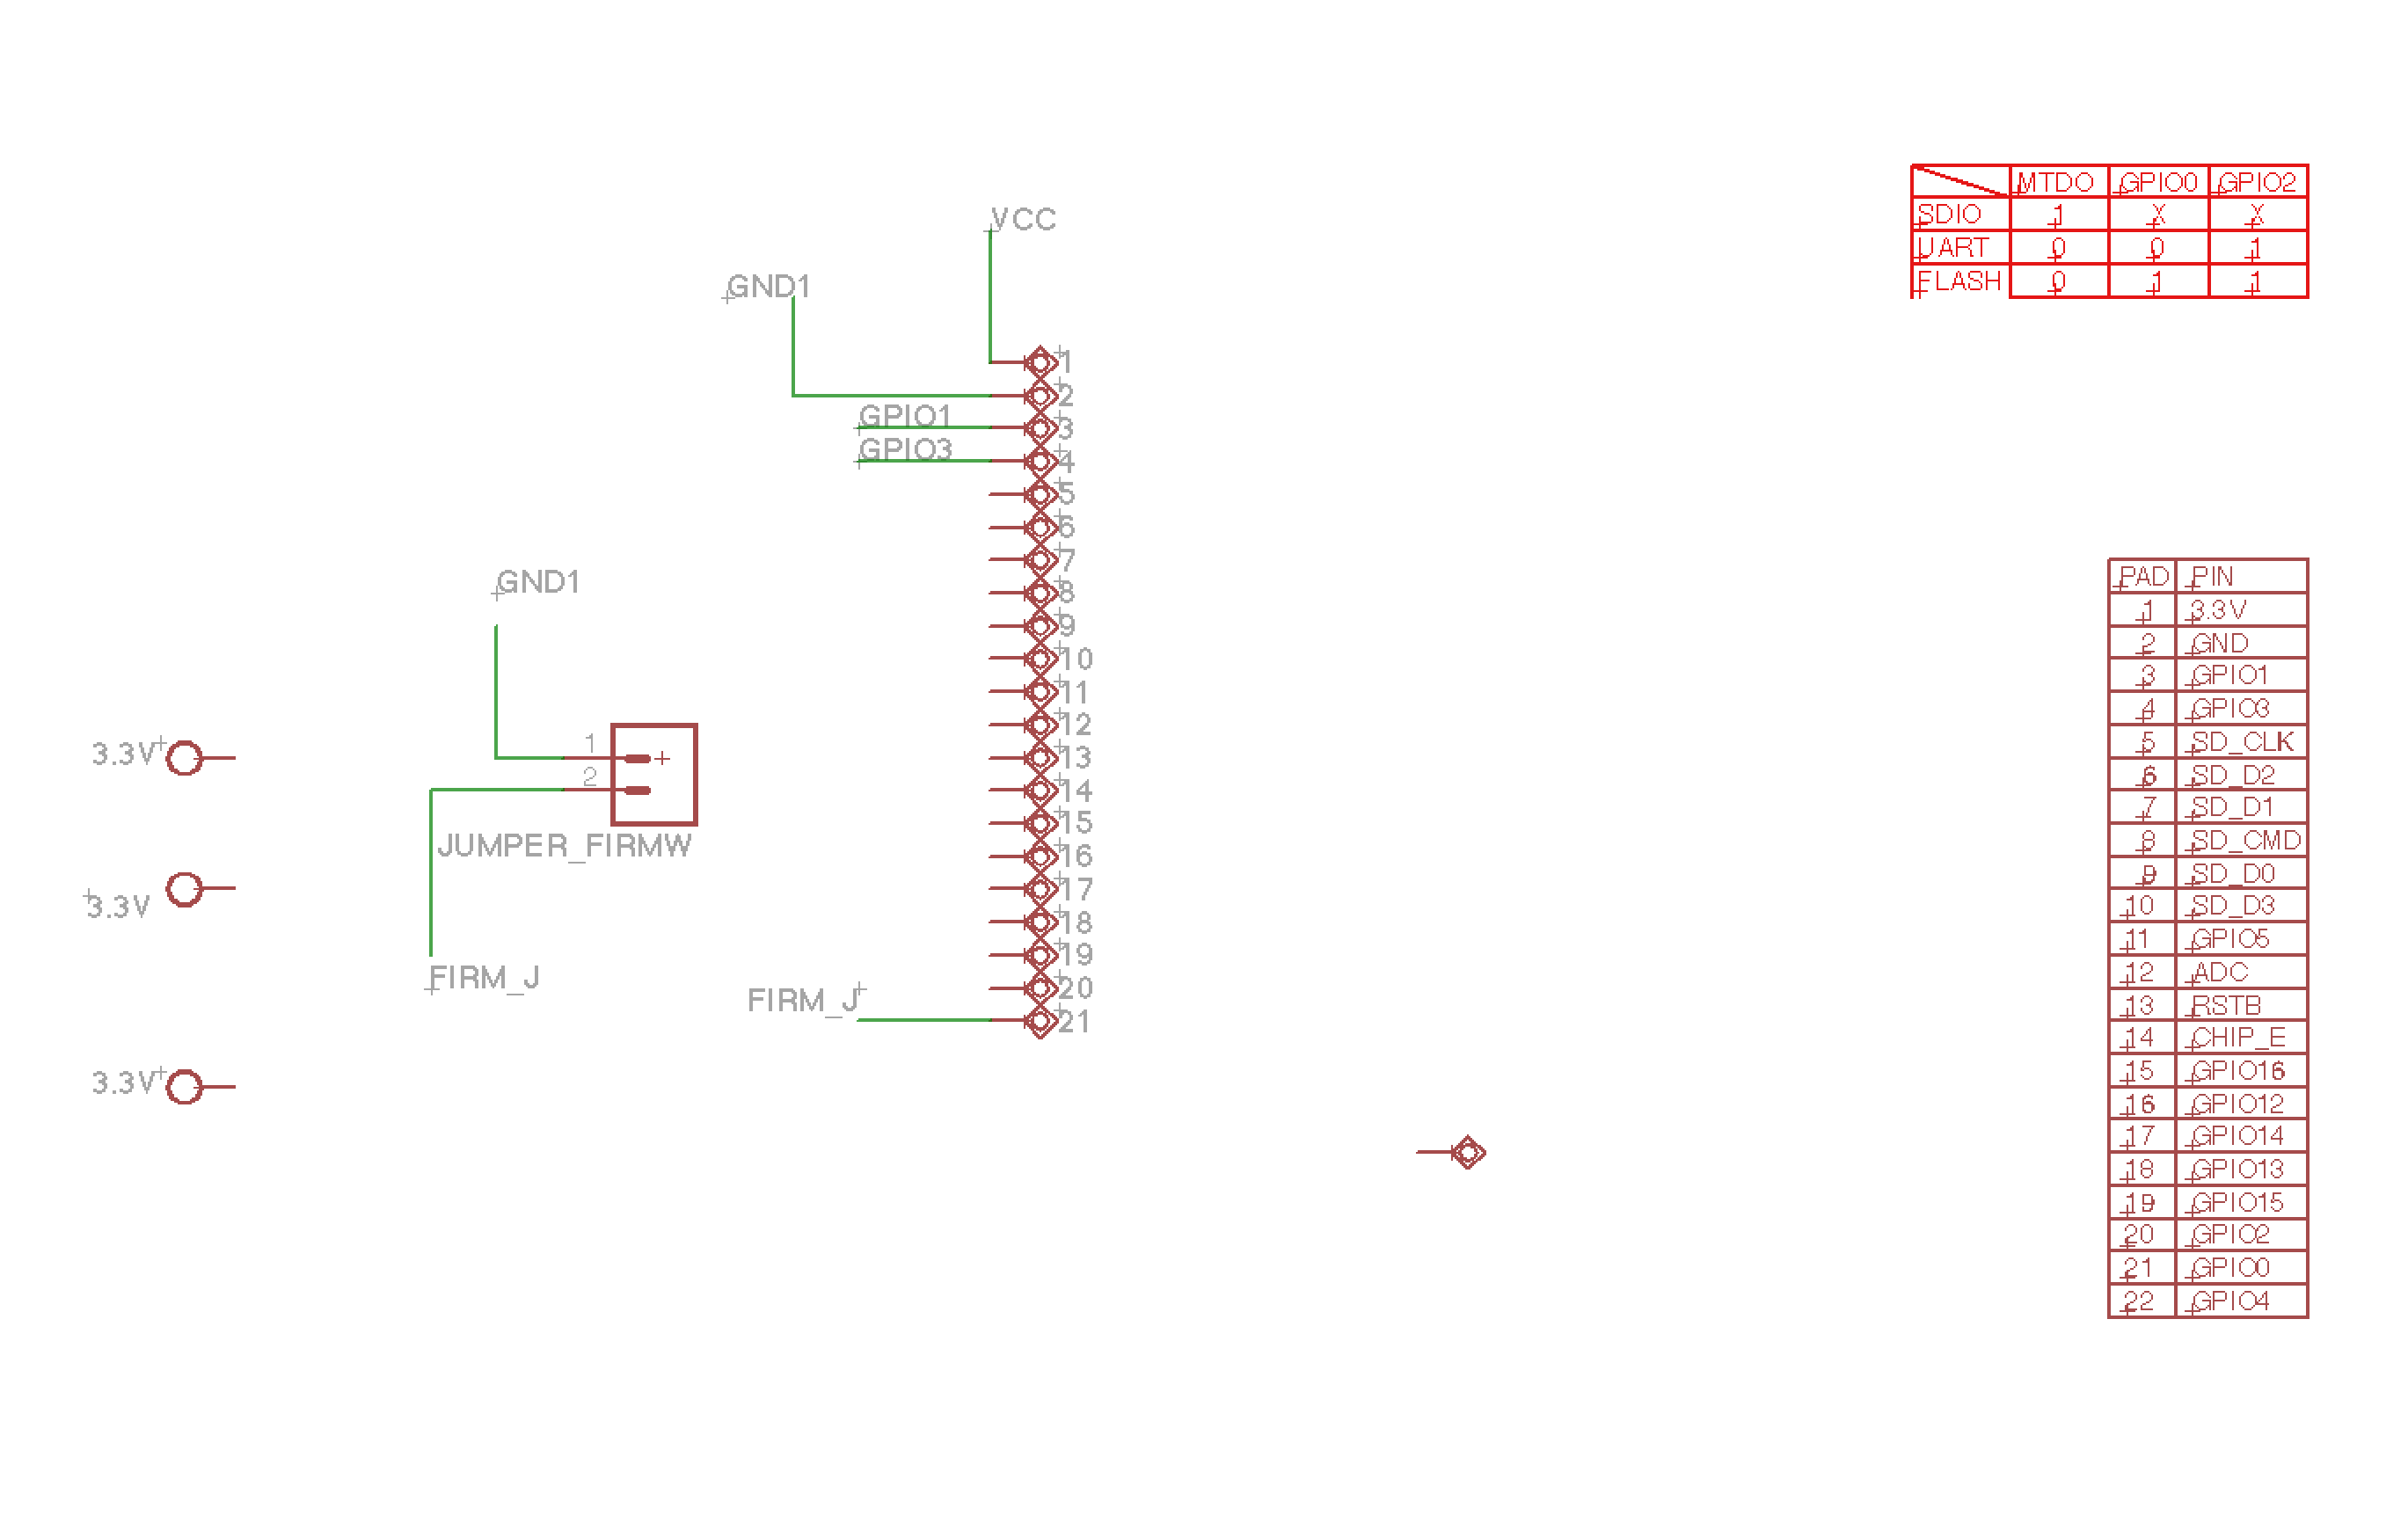 MTDO GPIO0 GPIO2
SDIO 1 X X
UART 0 0 1
FLASH 0 1 1
VCC
GND1
1
2
GPIO1
3
GPIO3
4
5
6
7
8
9
10
11
12
13
14
15
16
17
18
19
20
21
GND1
1
2
JUMPER_FIRMW
FIRM_J
FIRM_J
3.3V
3.3V
3.3V
PAD PIN
1 3.3V
2 GND
3 GPIO1
4 GPIO3
5 SD_CLK
6 SD_D2
7 SD_D1
8 SD_CMD
9 SD_D0
10 SD_D3
11 GPIO5
12 ADC
13 RSTB
14 CHIP_E
15 GPIO16
16 GPIO12
17 GPIO14
18 GPIO13
19 GPIO15
20 GPIO2
21 GPIO0
22 GPIO4